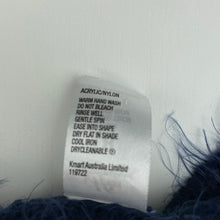 ACRYLIC/NYLON
WARM HAND WASH
DO NOT BLEACH
RINSE WELL
GENTLE SPIN
EASE INTO SHAPE
DRY IN SHADE
COOL IRON
DRYCLEANABLE Ⓟ
Kmart Australia Limited
119722